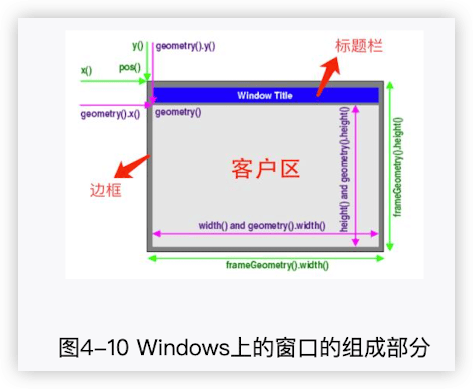 y()
geometry().y()
标题栏
x()
pos()
Window Title
geometry().x()
geometry()
客户区
边框
height() and geometry().height()
frameGeometry().height()
width() and geometry().width()
frameGeometry().width()
图4-10 Windows上的窗口的组成部分